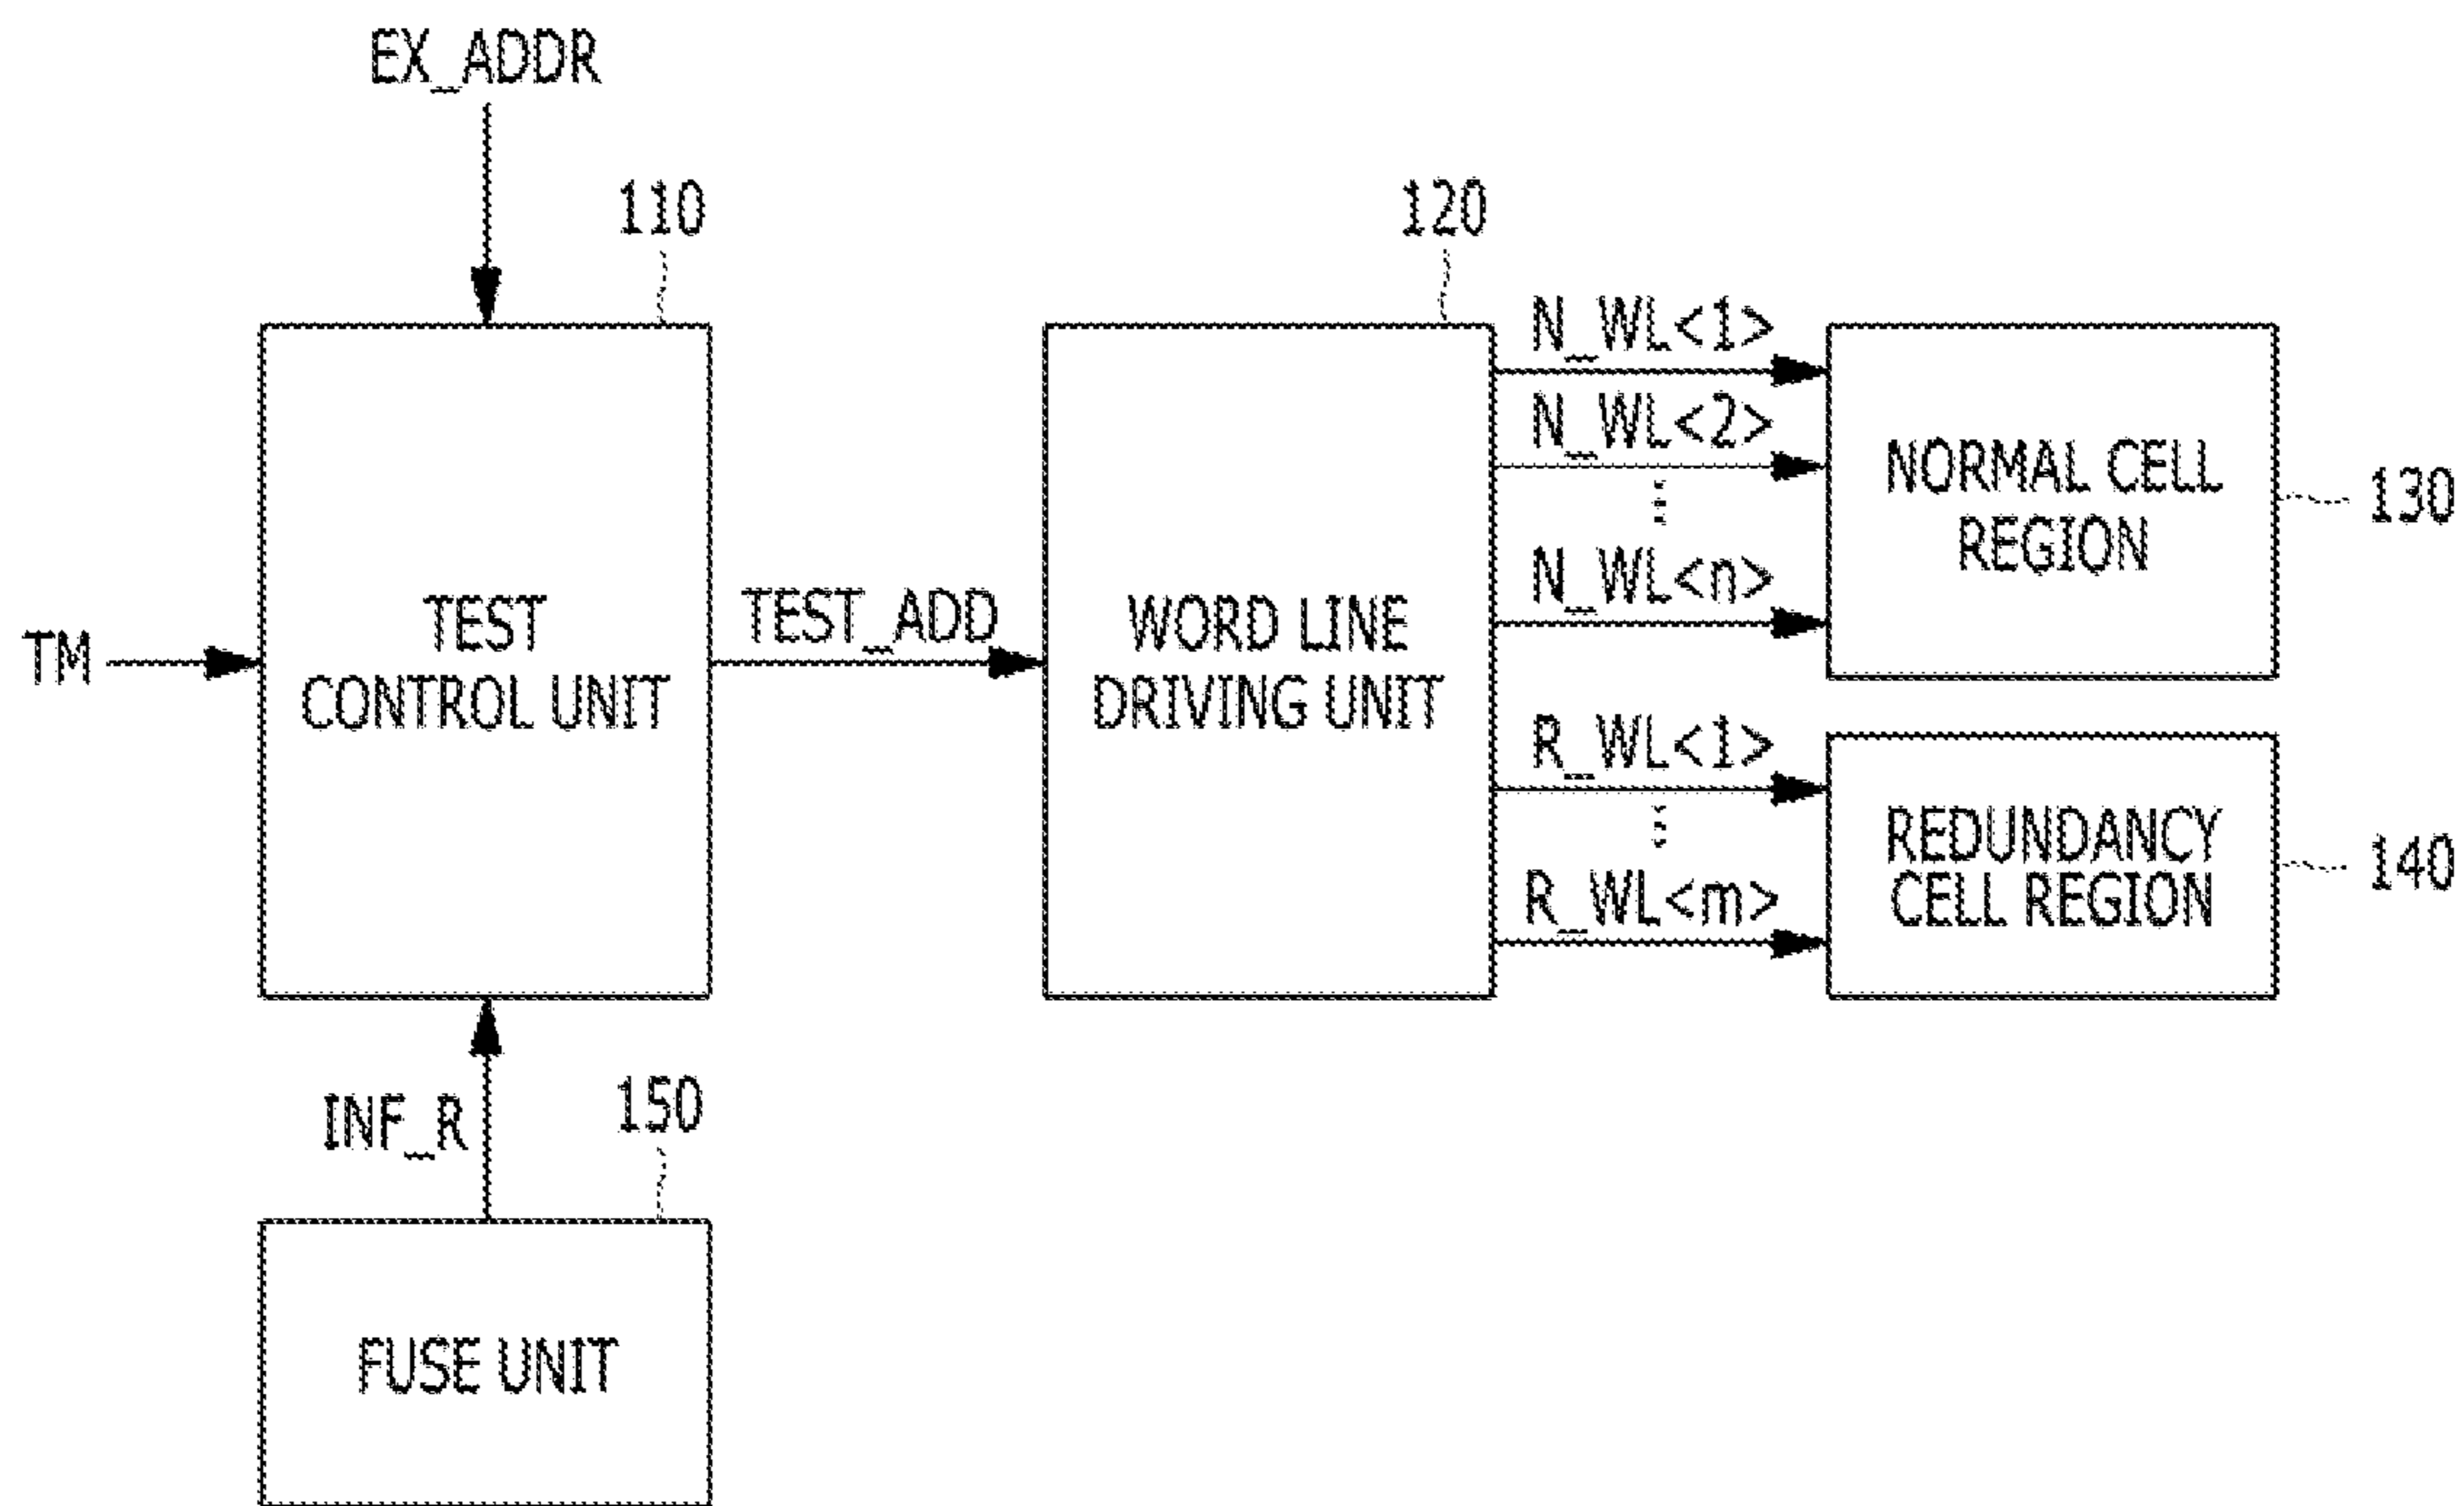 EX_ADDR
110
120
N_WL<1>
N_WL<2>
N_WL<n>
NORMAL CELL
REGION
130
TM
TEST
CONTROL UNIT
TEST_ADD
WORD LINE
DRIVING UNIT
R_WL<1>
R_WL<m>
REDUNDANCY
CELL REGION
140
INF_R
150
FUSE UNIT